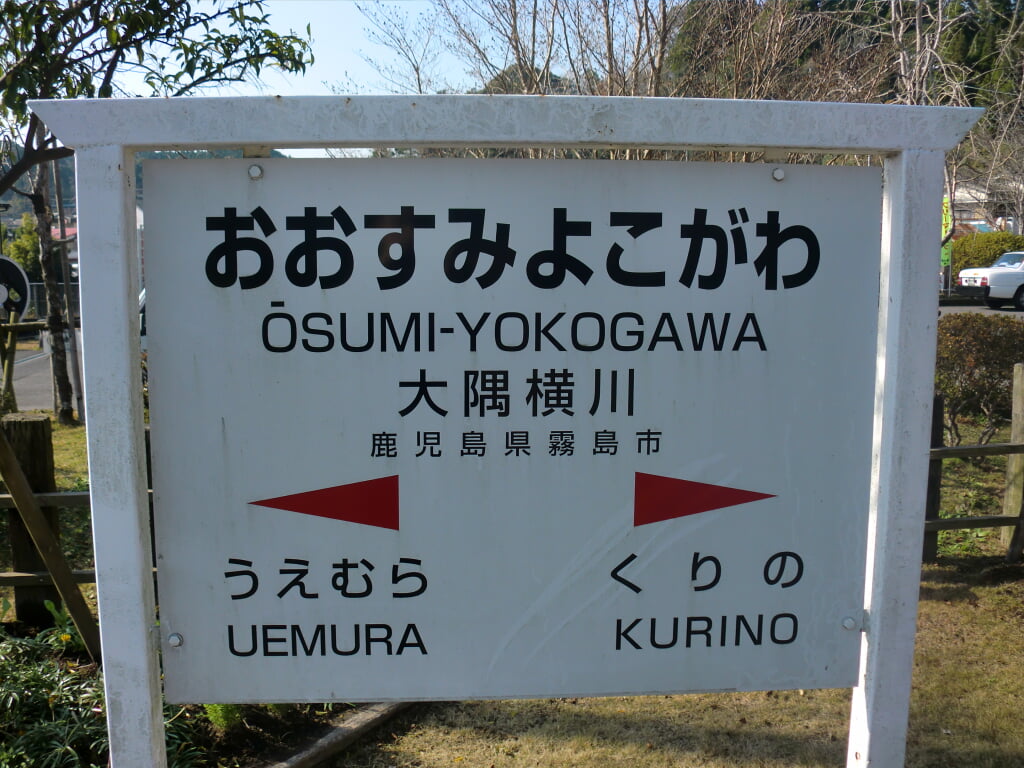 おおすみよこがわ
ŌSUMI-YOKOGAWA
大隅横川
鹿児島県霧島市
うえむら くりの
UEMURA KURINO